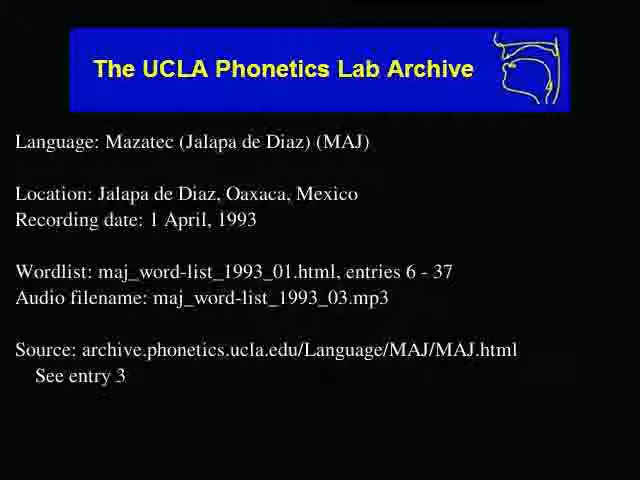 The UCLA Phonetics Lab Archive
Language: Mazatec (Jalapa de Diaz) (MAJ)
Location: Jalapa de Diaz, Oaxaca, Mexico
Recording date: 1 April, 1993
Wordlist: maj_word-list_1993_01.html, entries 6 - 37
Audio filename: maj_word-list_1993_03.mp3
Source: archive.phonetics.ucla.edu/Language/MAJ/MAJ.html
See entry 3